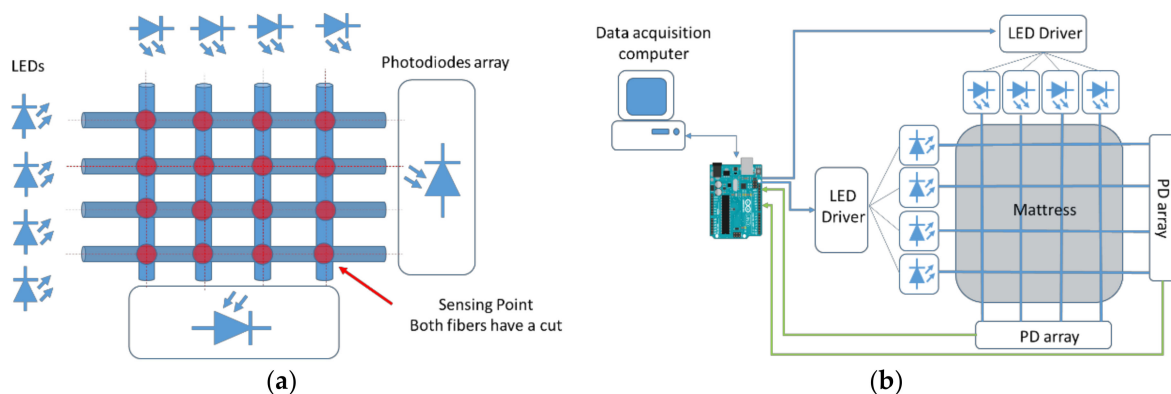 LEDs
Photodiodes array
Sensing Point
Both fibers have a cut
(a)
Data acquisition
computer
LED Driver
LED
Driver
Mattress
PD array
PD array
(b)